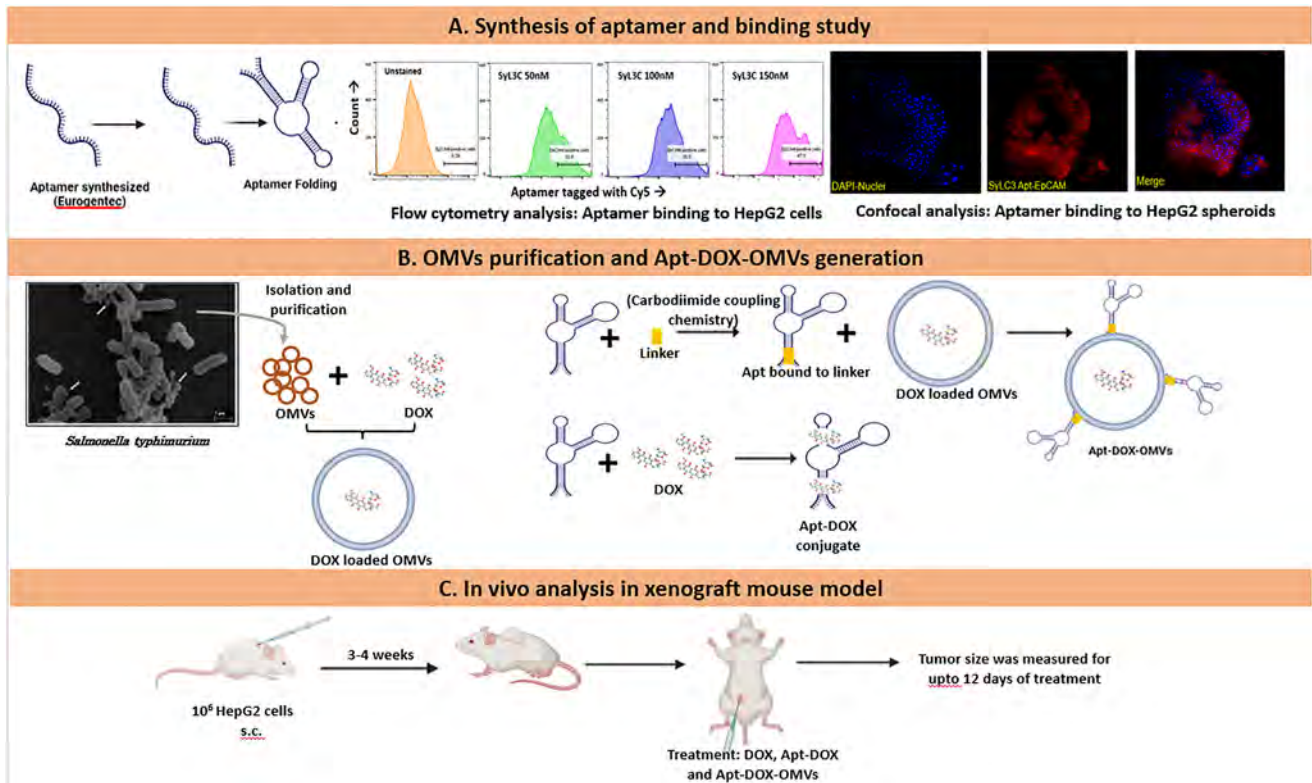 A. Synthesis of aptamer and binding study
Aptamer synthesized
(Eurogentec)
Aptamer Folding
Count →
Unstained
SyL3C 50nM
SyL3C 100nM
SyL3C 150nM
Aptamer tagged with Cy5 →
Flow cytometry analysis: Aptamer binding to HepG2 cells
DAPI-Nucler
SyLC3 Apt-EpCAM
Merge
Confocal analysis: Aptamer binding to HepG2 spheroids
B. OMVs purification and Apt-DOX-OMVs generation
Salmonella typhimurium
Isolation and
purification
OMVs
+
DOX
DOX loaded OMVs
+
Linker
(Carbodiimide coupling
chemistry)
Apt bound to linker
+
DOX loaded OMVs
Apt-DOX-OMVs
+
DOX
Apt-DOX
conjugate
C. In vivo analysis in xenograft mouse model
10⁶ HepG2 cells
s.c.
3-4 weeks
Treatment: DOX, Apt-DOX
and Apt-DOX-OMVs
Tumor size was measured for
upto 12 days of treatment